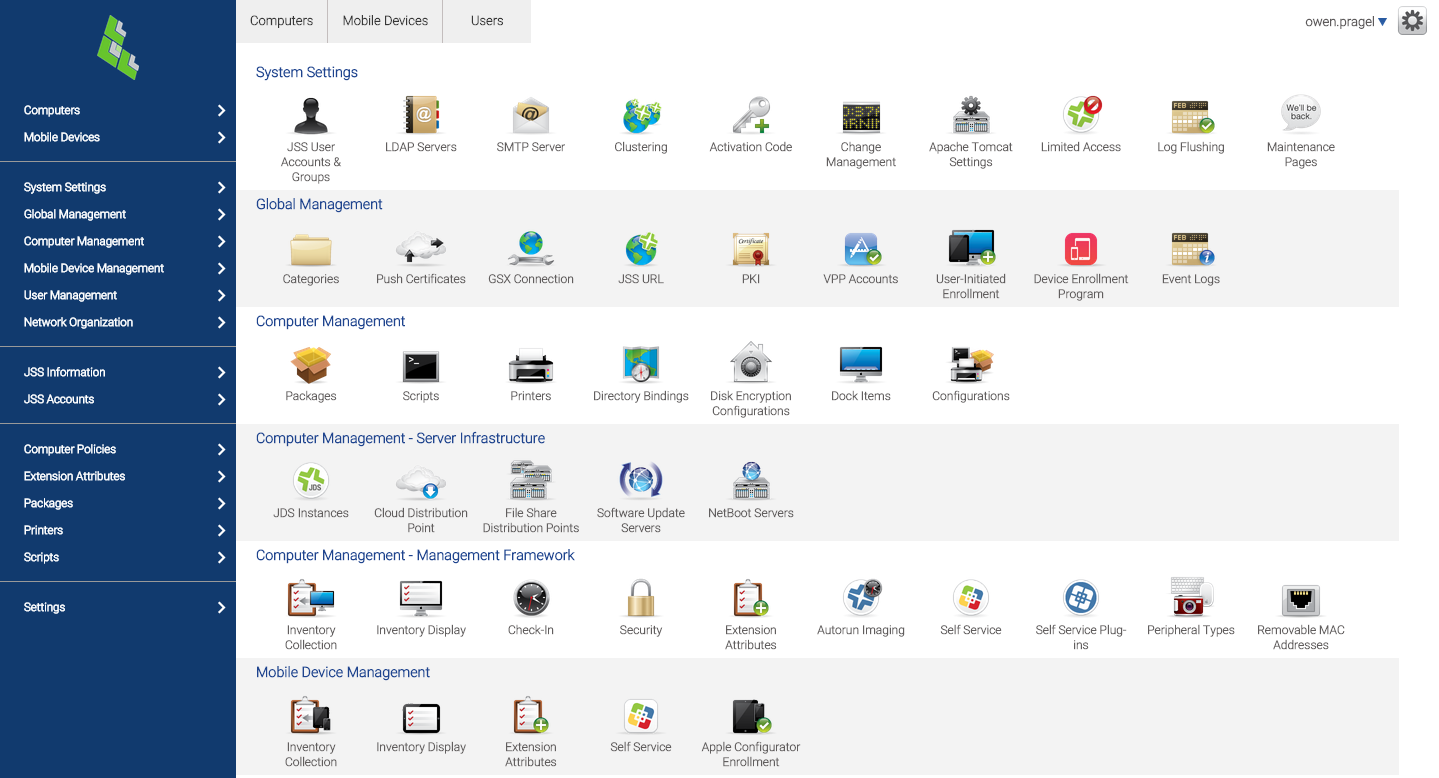 Computers
Mobile Devices
Users
owen.pragel
Computers
Mobile Devices
System Settings
Global Management
Computer Management
Mobile Device Management
User Management
Network Organization
JSS Information
JSS Accounts
Computer Policies
Extension Attributes
Packages
Printers
Scripts
Settings
System Settings
JSS User
Accounts &
Groups
LDAP Servers
SMTP Server
Clustering
Activation Code
Change
Management
Apache Tomcat
Settings
Limited Access
FEB
Log Flushing
We'll be
back.
Maintenance
Pages
Global Management
Categories
Push Certificates
GSX Connection
JSS URL
Certificate
PKI
VPP Accounts
User-Initiated
Enrollment
Device Enrollment
Program
FEB
Event Logs
Computer Management
Packages
>_
Scripts
Printers
Directory Bindings
Disk Encryption
Configurations
Dock Items
Configurations
Computer Management - Server Infrastructure
JDS
JDS Instances
Cloud Distribution
Point
File Share
Distribution Points
Software Update
Servers
NetBoot Servers
Computer Management - Management Framework
Inventory
Collection
Inventory Display
Check-In
Security
Extension
Attributes
Autorun Imaging
Self Service
Self Service Plug-
ins
Peripheral Types
Removable MAC
Addresses
Mobile Device Management
Inventory
Collection
Inventory Display
Extension
Attributes
Self Service
Apple Configurator
Enrollment